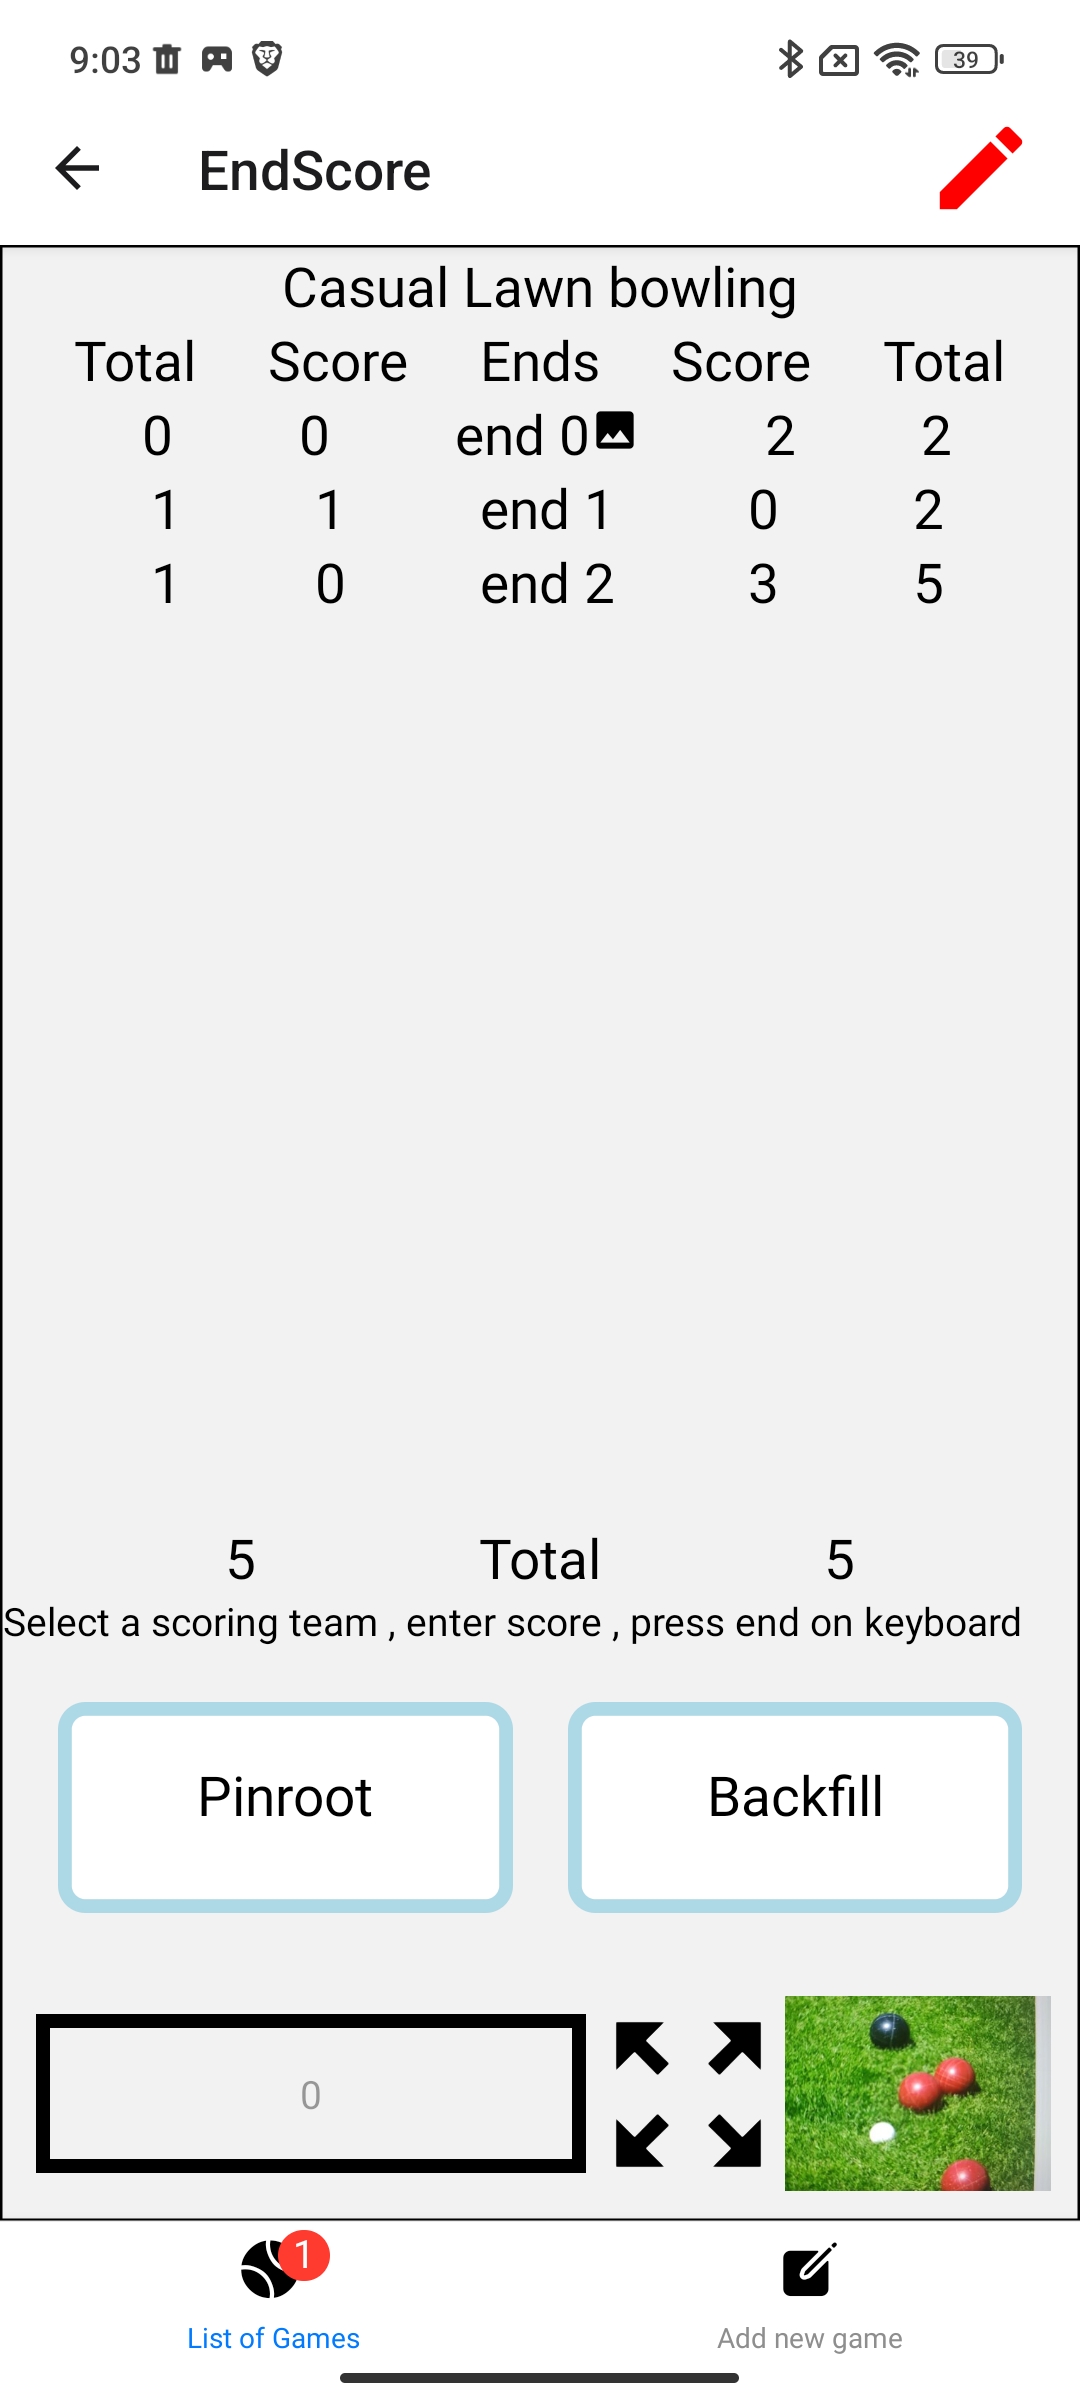 9:03
39
EndScore
Casual Lawn bowling
Total Score Ends Score Total
0 0 end 0 2 2
1 1 end 1 0 2
1 0 end 2 3 5
5 Total 5
Select a scoring team , enter score , press end on keyboard
Pinroot Backfill
0
1
List of Games Add new game